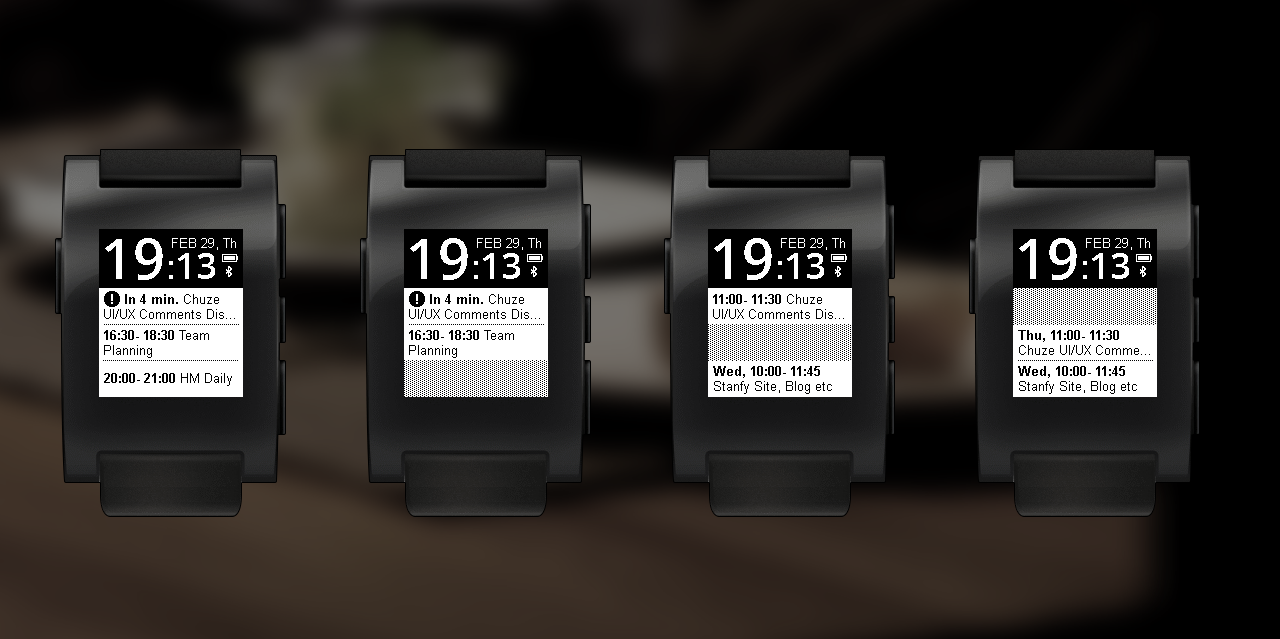 FEB 29, Th
19:13
In 4 min. Chuze
UI/UX Comments Dis...
16:30- 18:30 Team
Planning
20:00- 21:00 HM Daily
FEB 29, Th
19:13
In 4 min. Chuze
UI/UX Comments Dis...
16:30- 18:30 Team
Planning
FEB 29, Th
19:13
11:00- 11:30 Chuze
UI/UX Comments Dis...
Wed, 10:00- 11:45
Stanfy Site, Blog etc
FEB 29, Th
19:13
Thu, 11:00- 11:30
Chuze UI/UX Comme...
Wed, 10:00- 11:45
Stanfy Site, Blog etc